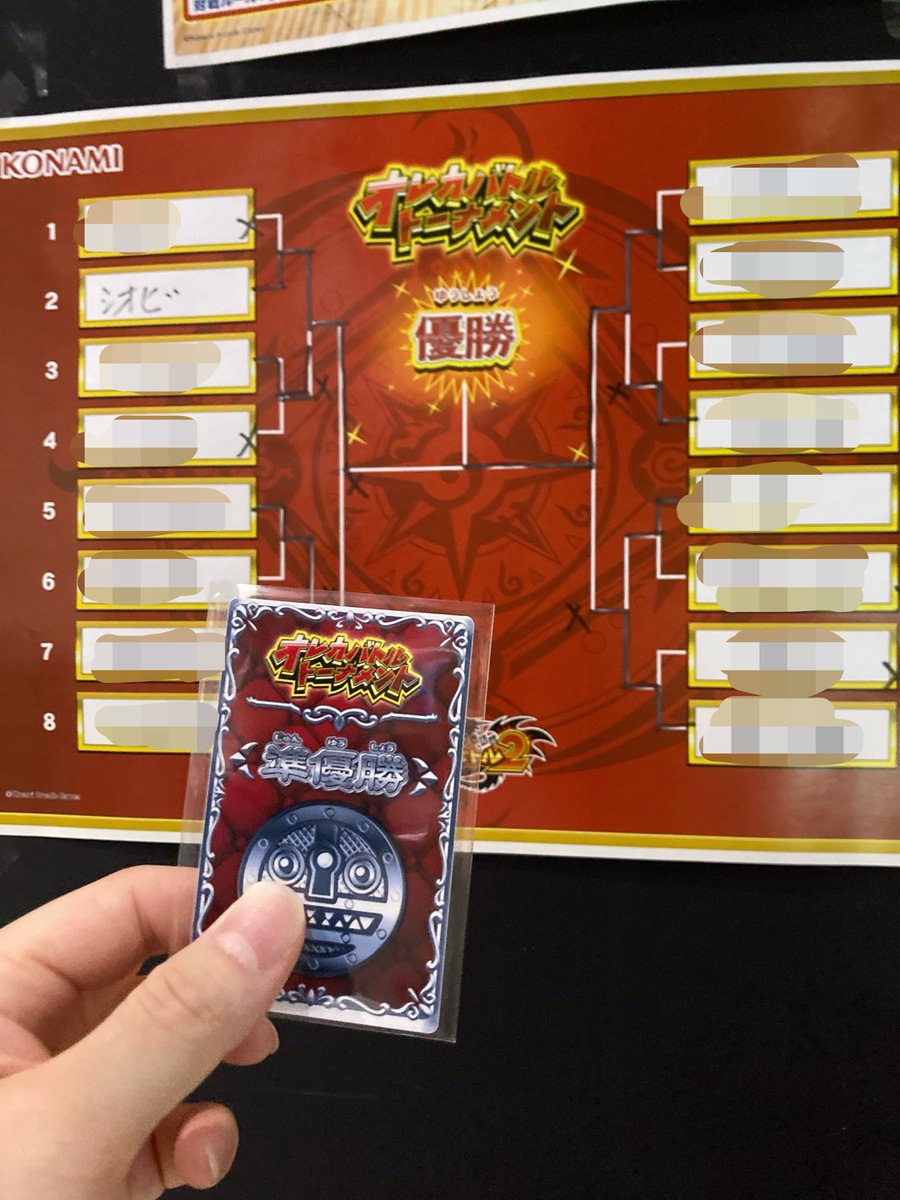 KONAMI
オレカバトル
トーナメント
ゆうしょう
優勝
1
2
シオビ
3
4
5
6
7
8
オレカバトル
トーナメント
じゅん ゆう しょう
準優勝
2